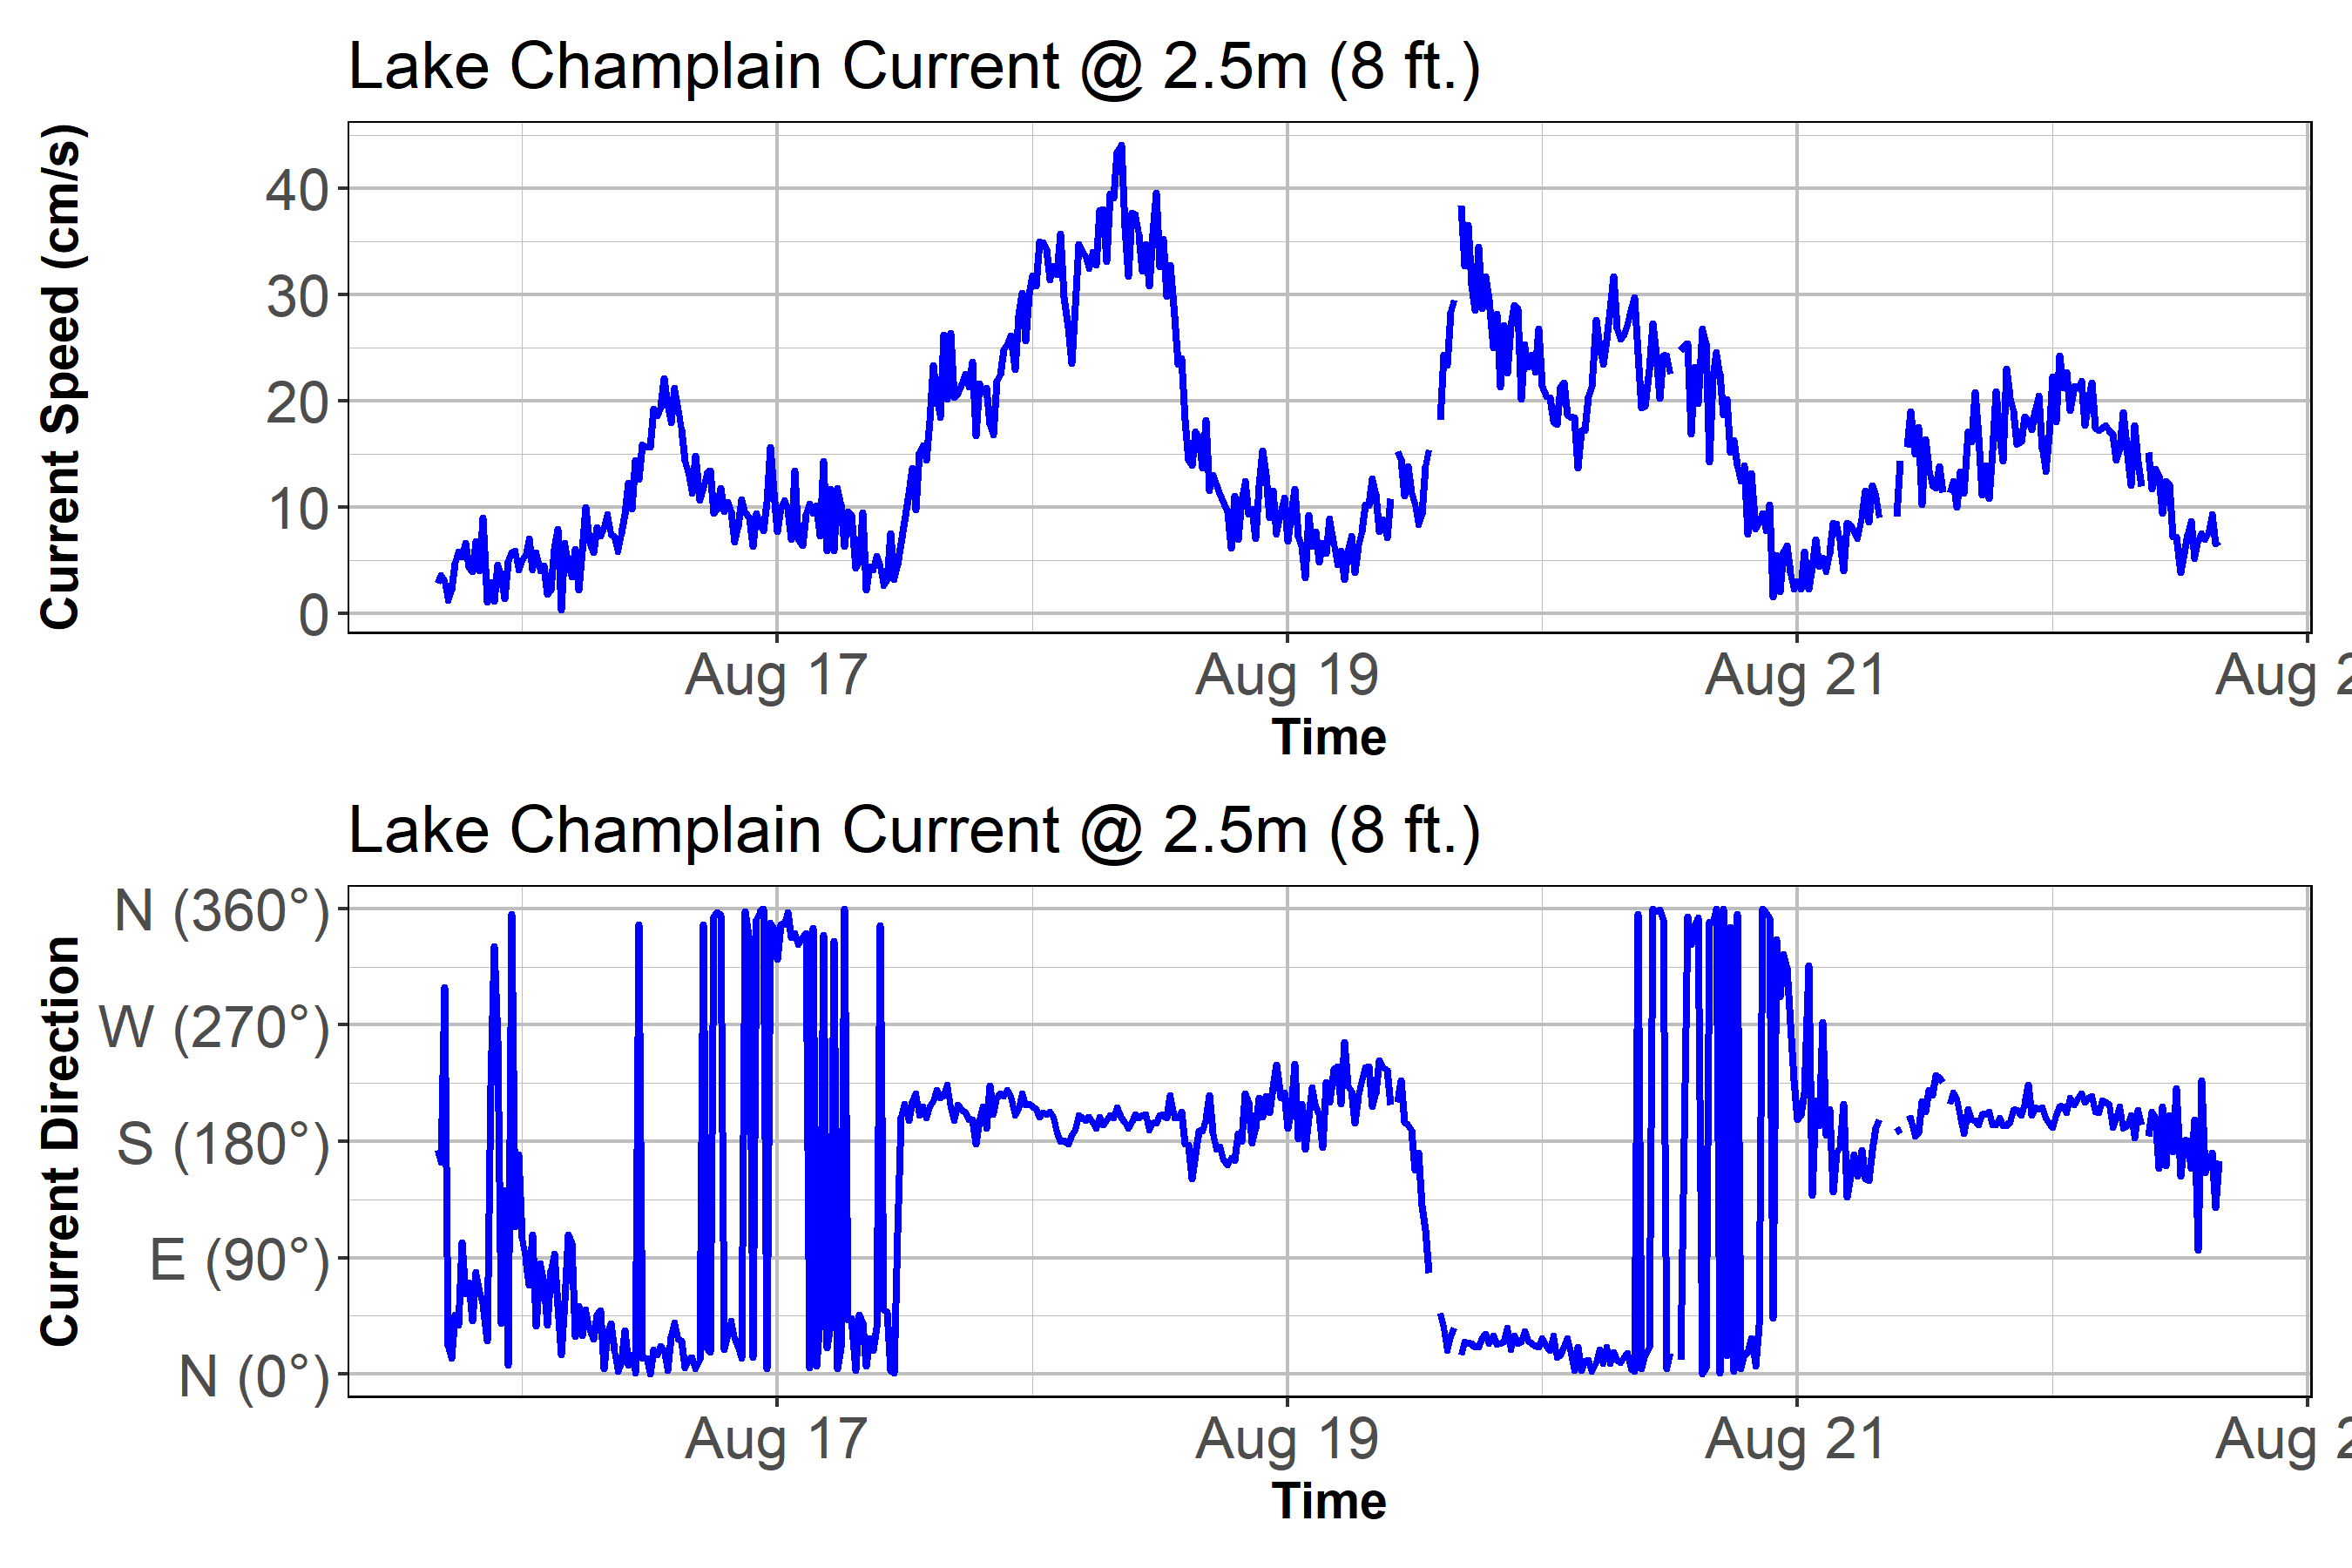 Lake Champlain Current @ 2.5m (8 ft.)
Current Speed (cm/s)
40
30
20
10
0
Aug 17 Aug 19 Aug 21 Aug 2
Time
Lake Champlain Current @ 2.5m (8 ft.)
Current Direction
N (360°)
W (270°)
S (180°)
E (90°)
N (0°)
Aug 17 Aug 19 Aug 21 Aug 2
Time